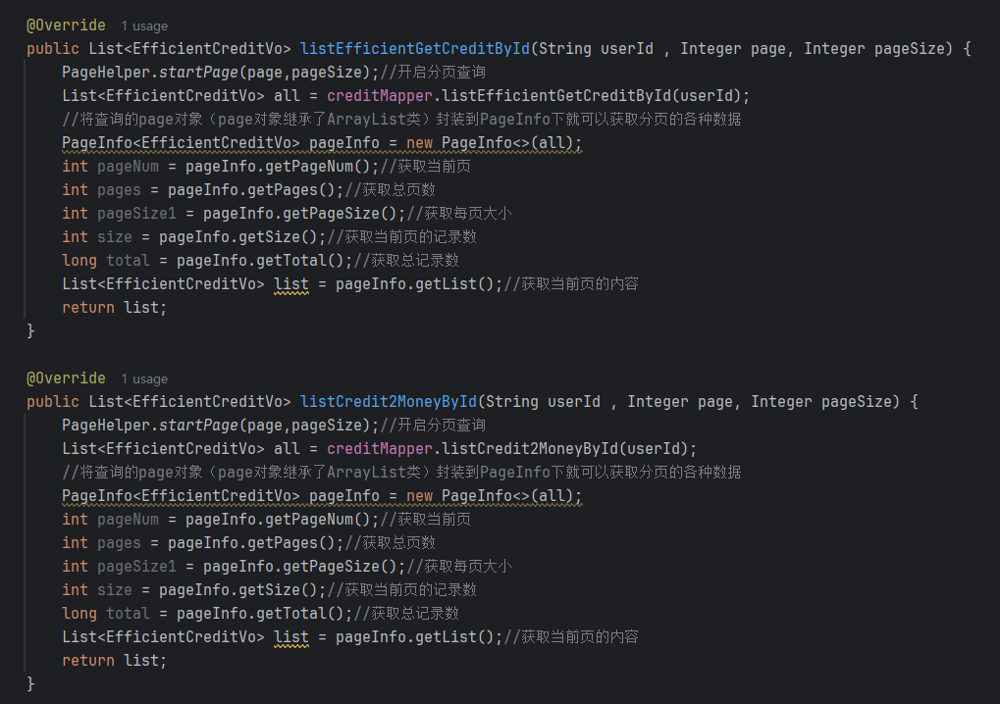 @Override 1 usage
public List<EfficientCreditVo> listEfficientGetCreditById(String userId , Integer page, Integer pageSize) {
PageHelper.startPage(page,pageSize);//开启分页查询
List<EfficientCreditVo> all = creditMapper.listEfficientGetCreditById(userId);
//将查询的page对象（page对象继承了ArrayList类）封装到PageInfo下就可以获取分页的各种数据
PageInfo<EfficientCreditVo> pageInfo = new PageInfo<>(all);
int pageNum = pageInfo.getPageNum();//获取当前页
int pages = pageInfo.getPages();//获取总页数
int pageSize1 = pageInfo.getPageSize();//获取每页大小
int size = pageInfo.getSize();//获取当前页的记录数
long total = pageInfo.getTotal();//获取总记录数
List<EfficientCreditVo> list = pageInfo.getList();//获取当前页的内容
return list;
}
@Override 1 usage
public List<EfficientCreditVo> listCredit2MoneyById(String userId , Integer page, Integer pageSize) {
PageHelper.startPage(page,pageSize);//开启分页查询
List<EfficientCreditVo> all = creditMapper.listCredit2MoneyById(userId);
//将查询的page对象（page对象继承了ArrayList类）封装到PageInfo下就可以获取分页的各种数据
PageInfo<EfficientCreditVo> pageInfo = new PageInfo<>(all);
int pageNum = pageInfo.getPageNum();//获取当前页
int pages = pageInfo.getPages();//获取总页数
int pageSize1 = pageInfo.getPageSize();//获取每页大小
int size = pageInfo.getSize();//获取当前页的记录数
long total = pageInfo.getTotal();//获取总记录数
List<EfficientCreditVo> list = pageInfo.getList();//获取当前页的内容
return list;
}